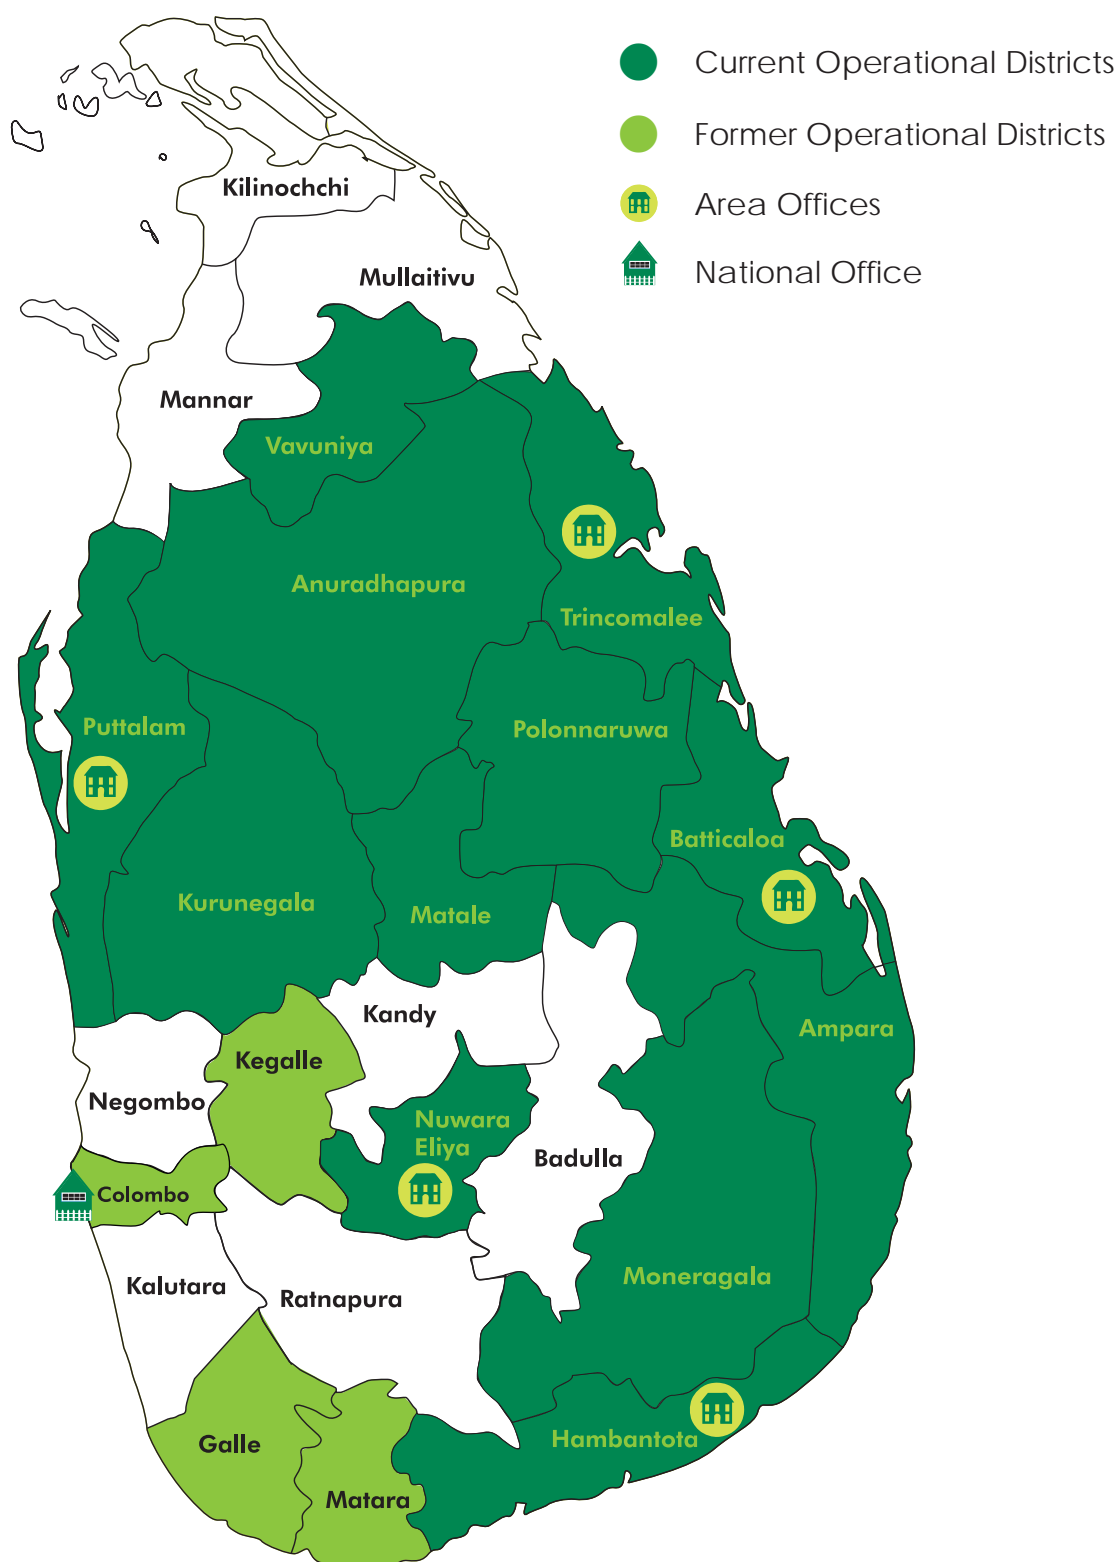 Current Operational Districts
Former Operational Districts
Area Offices
National Office
Kilinochchi
Mullaitivu
Mannar
Vavuniya
Anuradhapura
Trincomalee
Puttalam
Polonnaruwa
Batticaloa
Kurunegala
Matale
Kandy
Ampara
Kegalle
Negombo
Nuwara
Eliya
Badulla
Colombo
Moneragala
Kalutara
Ratnapura
Hambantota
Galle
Matara